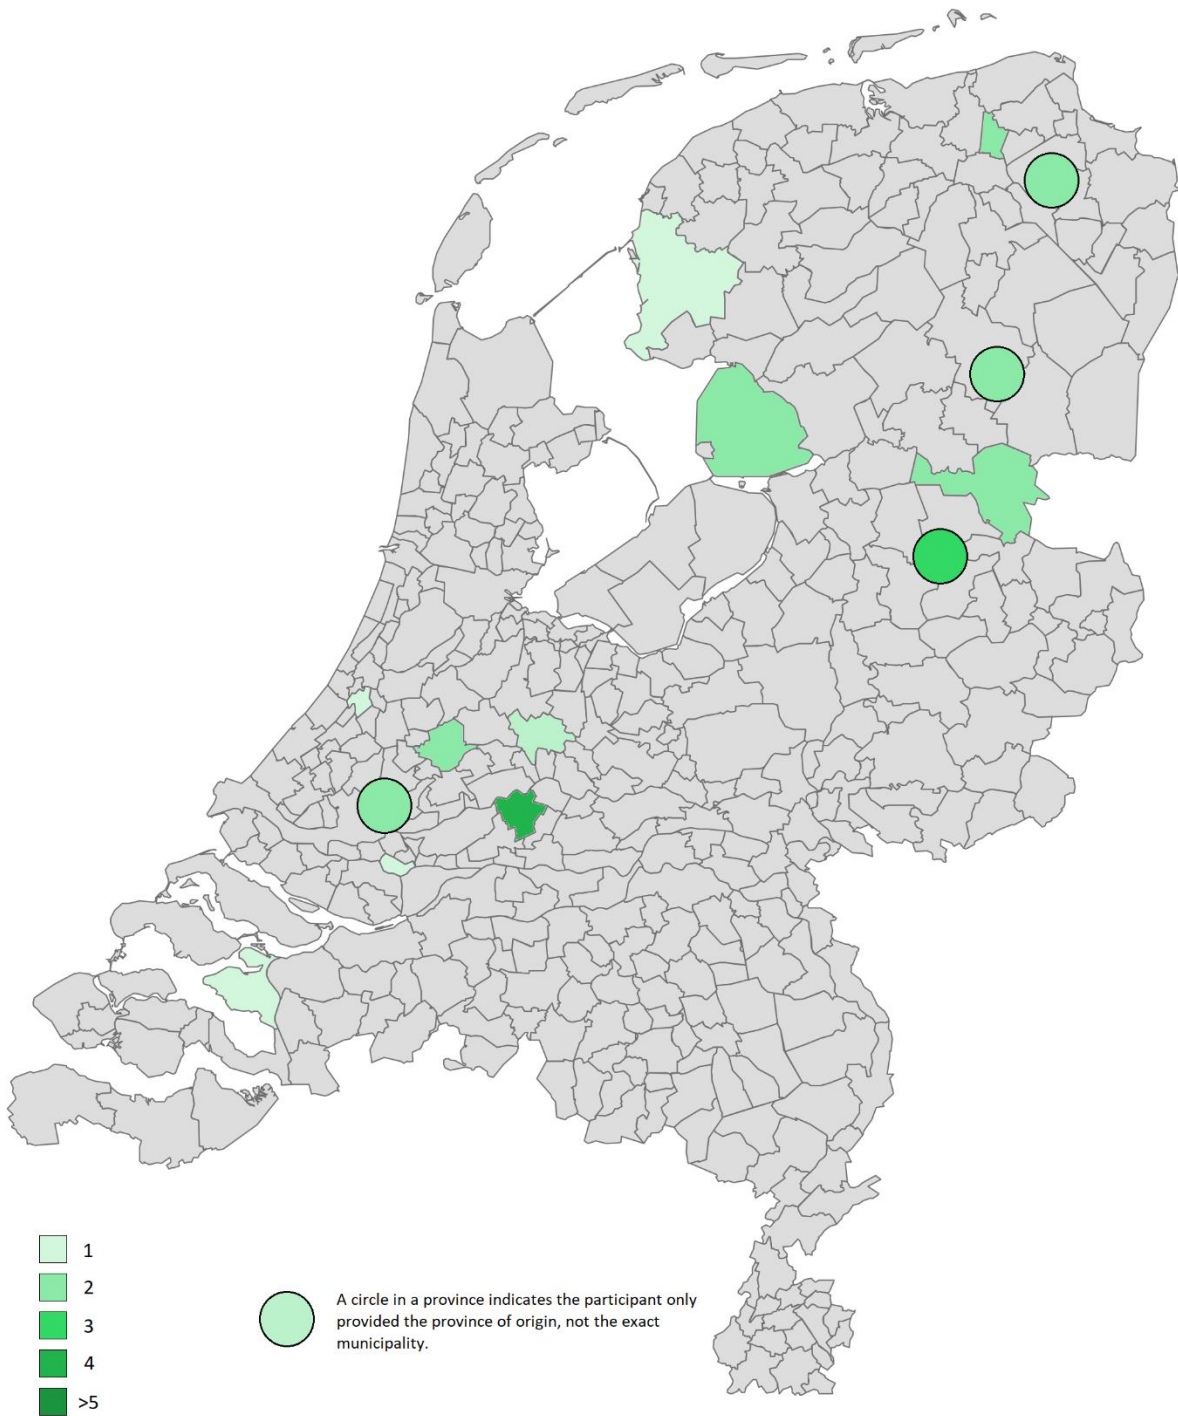 1
2
3
4
>5
A circle in a province indicates the participant only
provided the province of origin, not the exact
municipality.